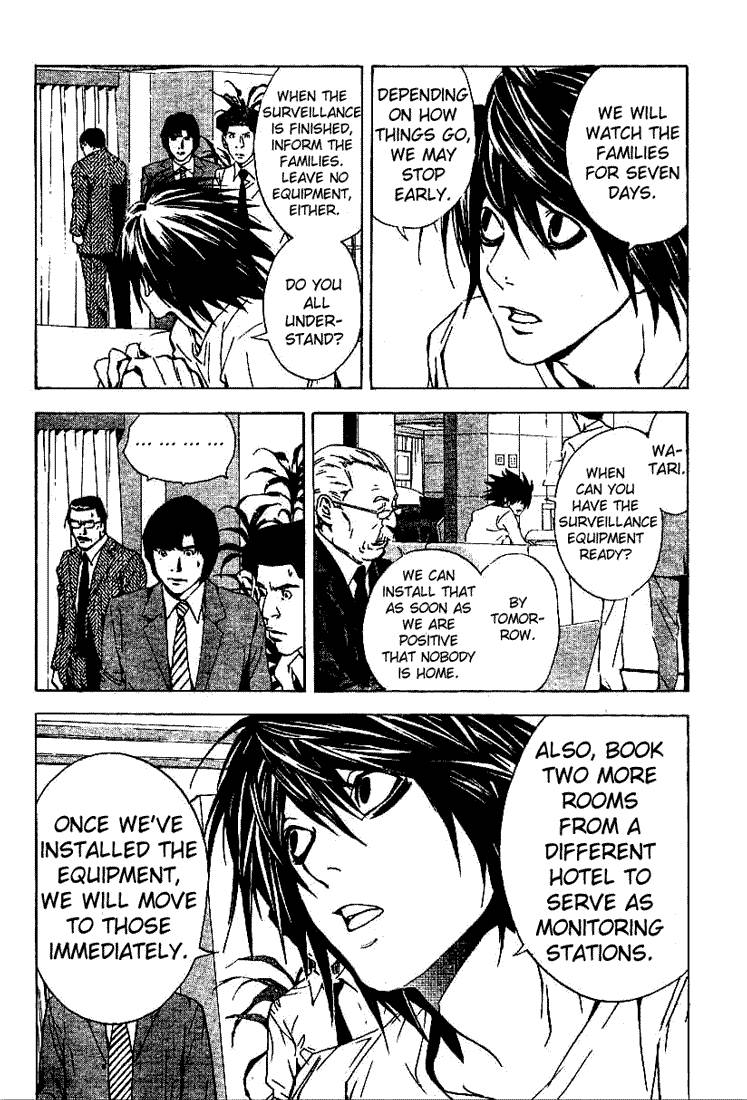 WE WILL
WATCH THE
FAMILIES
FOR SEVEN
DAYS.
DEPENDING
ON HOW
THINGS GO,
WE MAY
STOP
EARLY.
WHEN THE
SURVEILLANCE
IS FINISHED,
INFORM THE
FAMILIES.
LEAVE NO
EQUIPMENT,
EITHER.
DO YOU
ALL
UNDER-
STAND?
WA-
TARI.
WHEN
CAN YOU
HAVE THE
SURVEILLANCE
EQUIPMENT
READY?
BY
TOMOR-
ROW.
WE CAN
INSTALL THAT
AS SOON AS
WE ARE
POSITIVE
THAT NOBODY
IS HOME.
... ... ... ...
ALSO, BOOK
TWO MORE
ROOMS
FROM A
DIFFERENT
HOTEL TO
SERVE AS
MONITORING
STATIONS.
ONCE WE'VE
INSTALLED THE
EQUIPMENT,
WE WILL MOVE
TO THOSE
IMMEDIATELY.